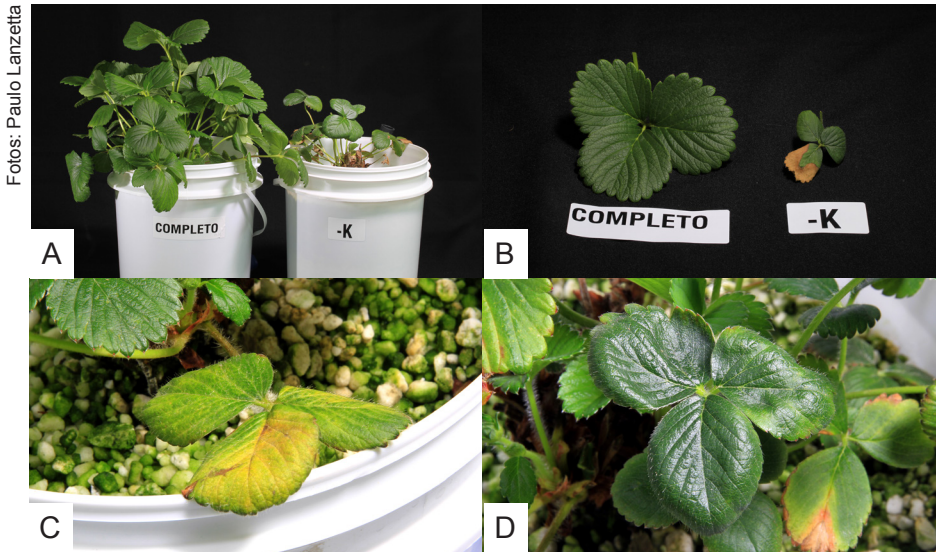 Fotos: Paulo Lanzetta
COMPLETO
-K
A
COMPLETO
-K
B
C
D